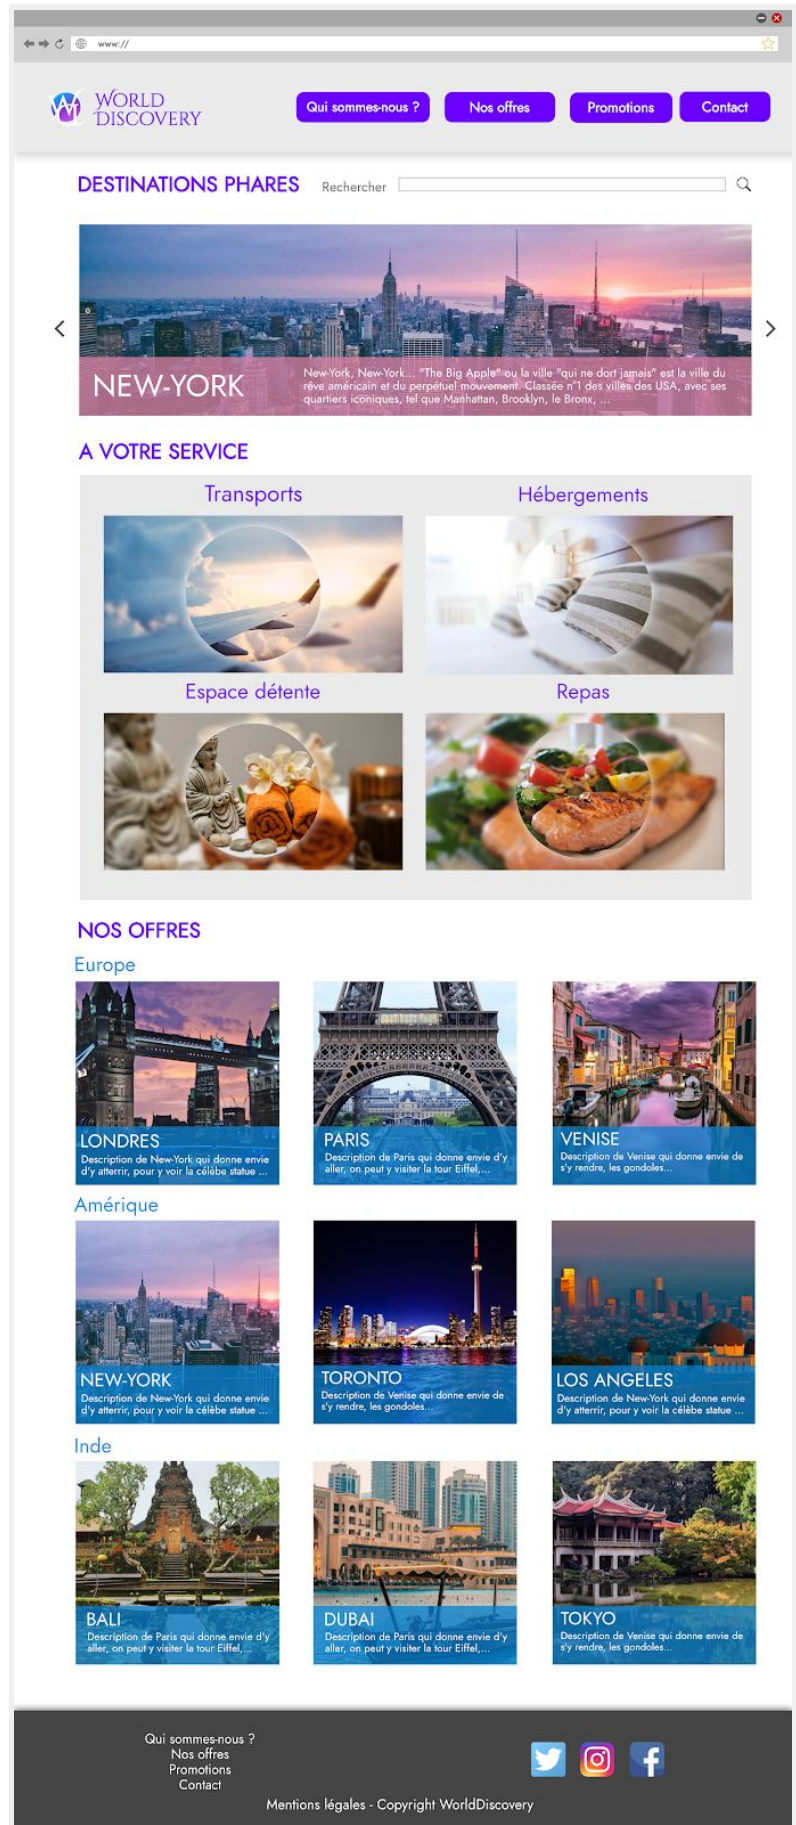 www://
WORLD
DISCOVERY
Qui sommes-nous ?
Nos offres
Promotions
Contact
DESTINATIONS PHARES
Rechercher
NEW-YORK
New-York, New-York... "The Big Apple" ou la ville "qui ne dort jamais" est la ville du
rêve américain et du perpétuel mouvement. Classée n°1 des villes des USA, avec ses
quartiers iconiques, tel que Manhattan, Brooklyn, le Bronx, ...
A VOTRE SERVICE
Transports
Hébergements
Espace détente
Repas
NOS OFFRES
Europe
LONDRES
Description de New-York qui donne envie
d'y atterrir, pour y voir la célèbe statue ...
PARIS
Description de Paris qui donne envie d'y
aller, on peut y visiter la tour Eiffel,...
VENISE
Description de Venise qui donne envie de
s'y rendre, les gondoles...
Amérique
NEW-YORK
Description de New-York qui donne envie
d'y atterrir, pour y voir la célèbe statue ...
TORONTO
Description de Venise qui donne envie de
s'y rendre, les gondoles...
LOS ANGELES
Description de New-York qui donne envie
d'y atterrir, pour y voir la célèbe statue ...
Inde
BALI
Description de Paris qui donne envie d'y
aller, on peut y visiter la tour Eiffel,...
DUBAI
Description de Paris qui donne envie d'y
aller, on peut y visiter la tour Eiffel,...
TOKYO
Description de Venise qui donne envie de
s'y rendre, les gondoles...
Qui sommes-nous ?
Nos offres
Promotions
Contact
Mentions légales - Copyright WorldDiscovery